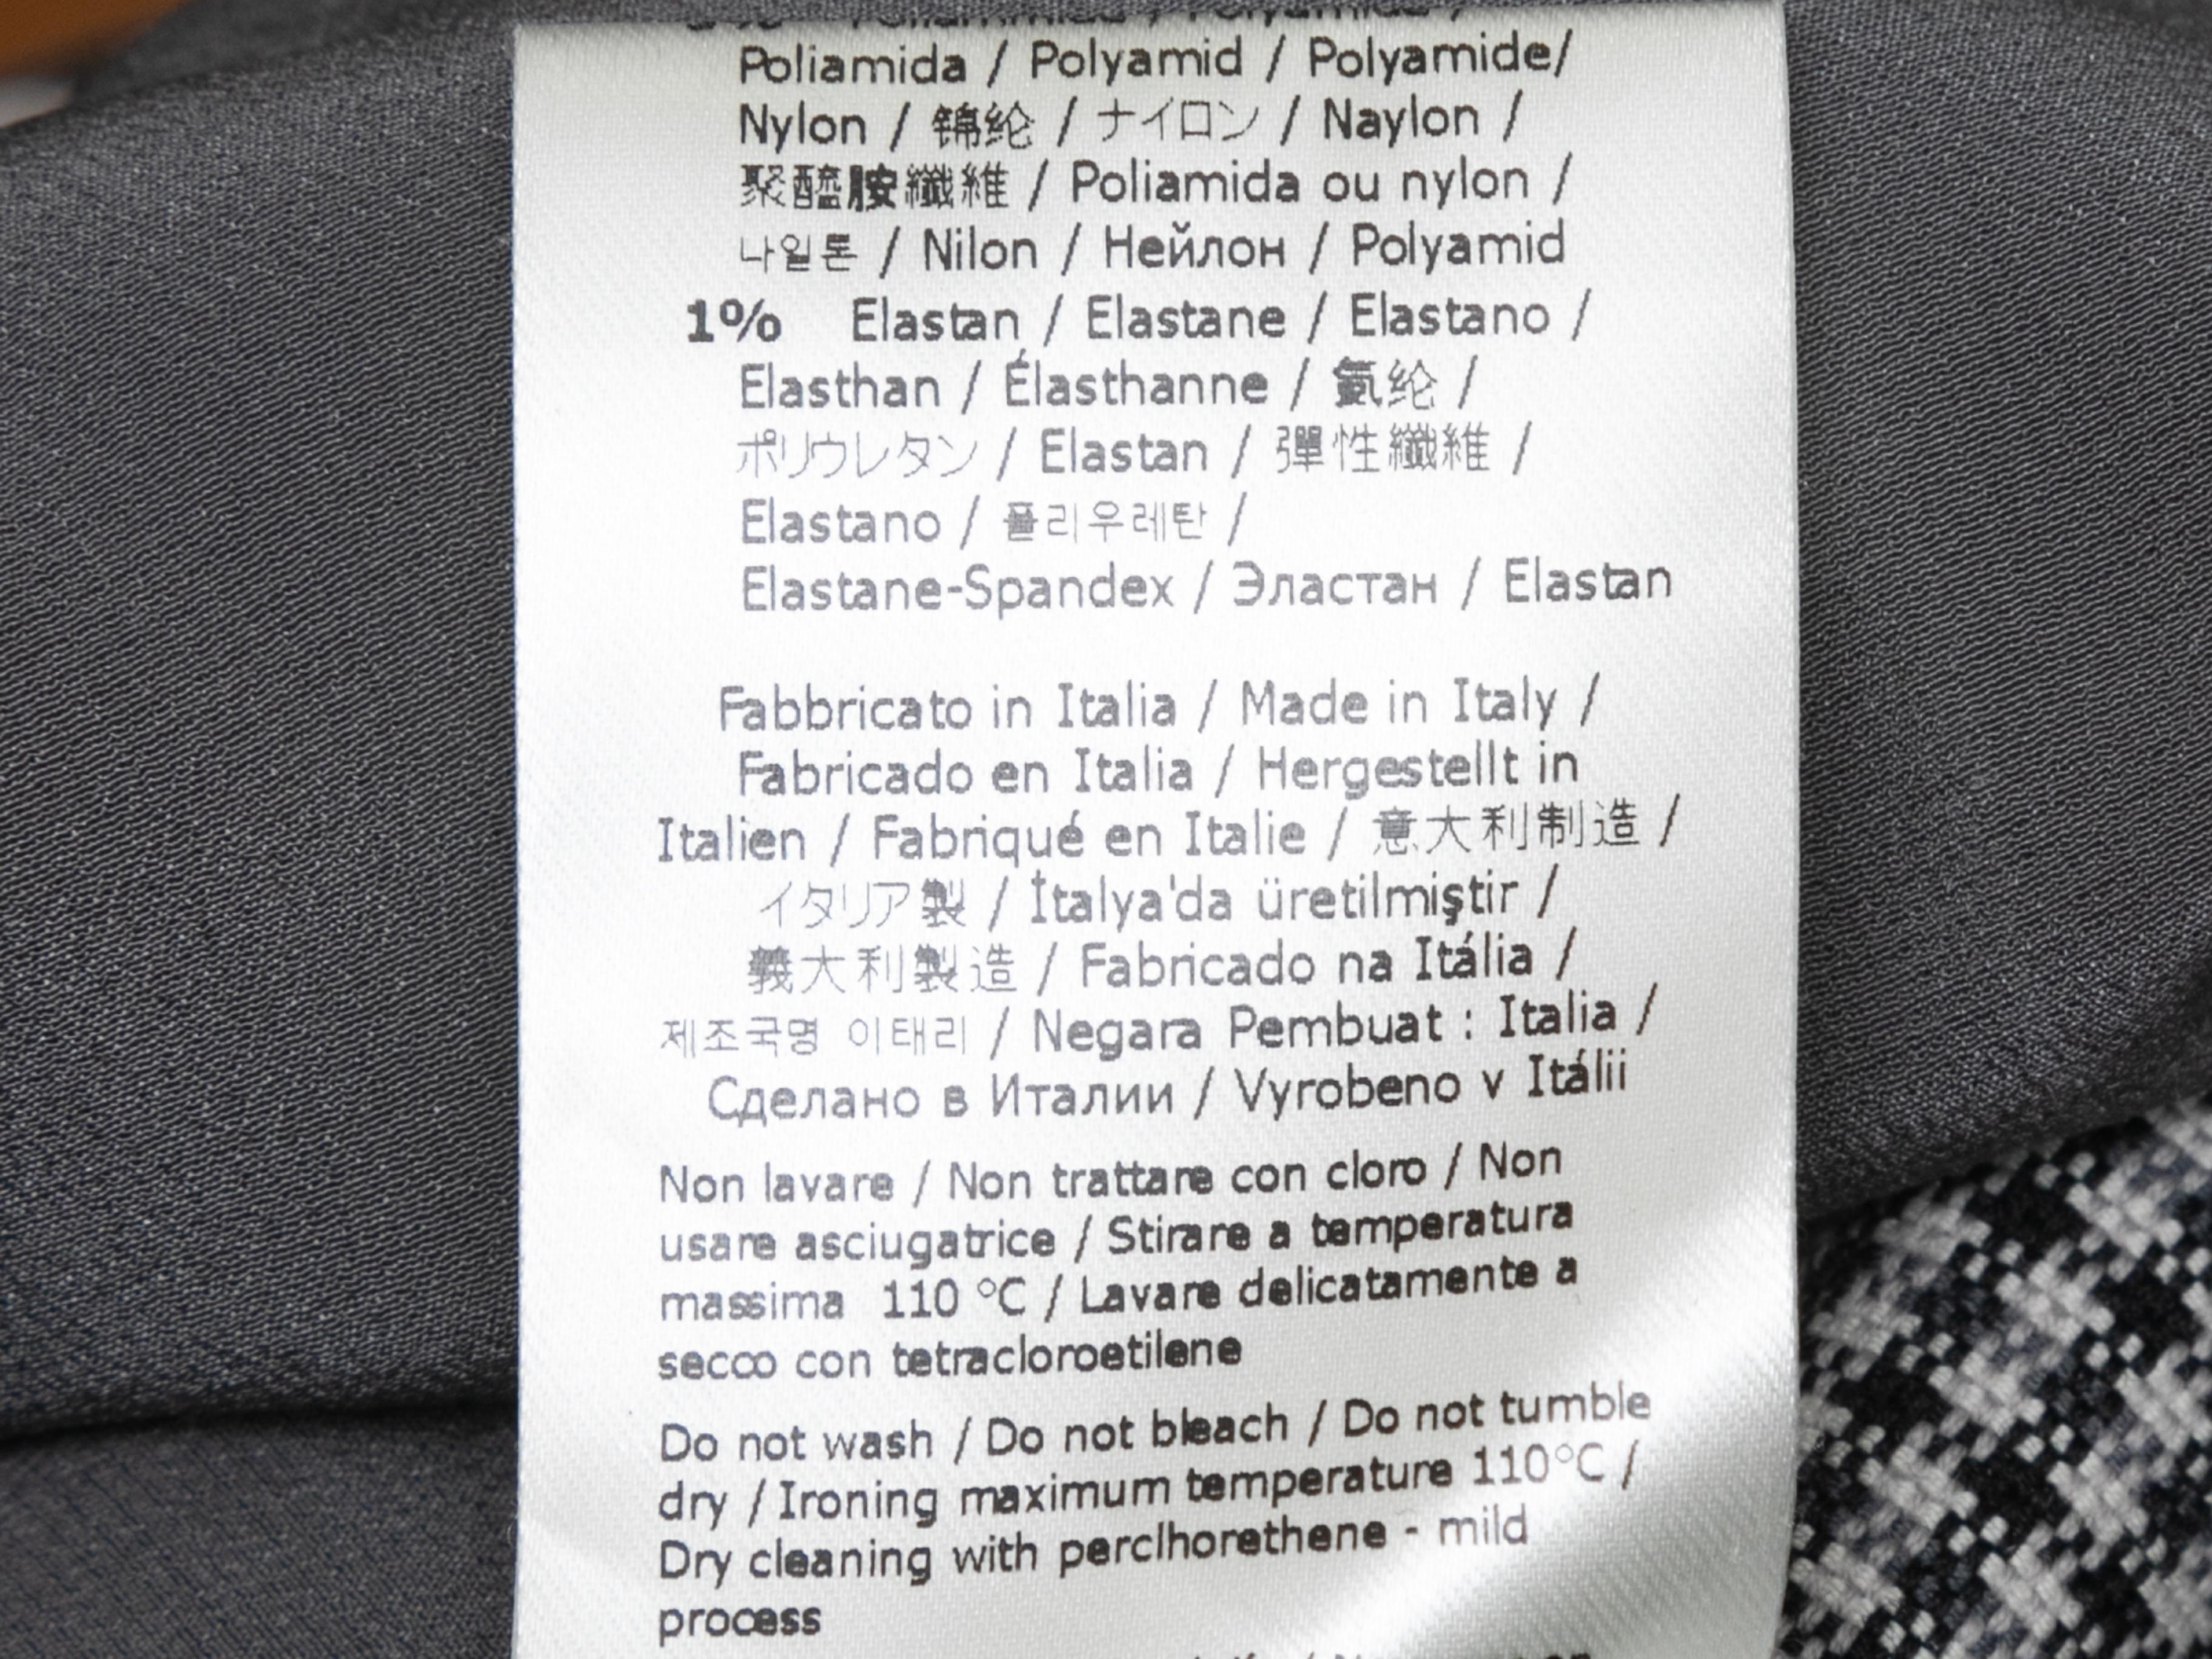 Poliammide / Polyamide /
Poliamida / Polyamid / Polyamide/
Nylon / 锦纶 / ナイロン / Naylon /
聚醯胺纖維 / Poliamida ou nylon /
나일론 / Nilon / Нейлон / Polyamid
1% Elastan / Elastane / Elastano /
Elasthan / Élasthanne / 氨纶 /
ポリウレタン / Elastan / 彈性纖維 /
Elastano / 폴리우레탄 /
Elastane-Spandex / Эластан / Elastan
Fabbricato in Italia / Made in Italy /
Fabricado en Italia / Hergestellt in
Italien / Fabriqué en Italie / 意大利制造 /
イタリア製 / İtalya'da üretilmiştir /
義大利製造 / Fabricado na Itália /
제조국명 이태리 / Negara Pembuat : Italia /
Сделано в Италии / Vyrobeno v Itálii
Non lavare / Non trattare con cloro / Non
usare asciugatrice / Stirare a temperatura
massima 110 °C / Lavare delicatamente a
secco con tetracloroetilene
Do not wash / Do not bleach / Do not tumble
dry / Ironing maximum temperature 110°C /
Dry cleaning with perclhorethene - mild
process